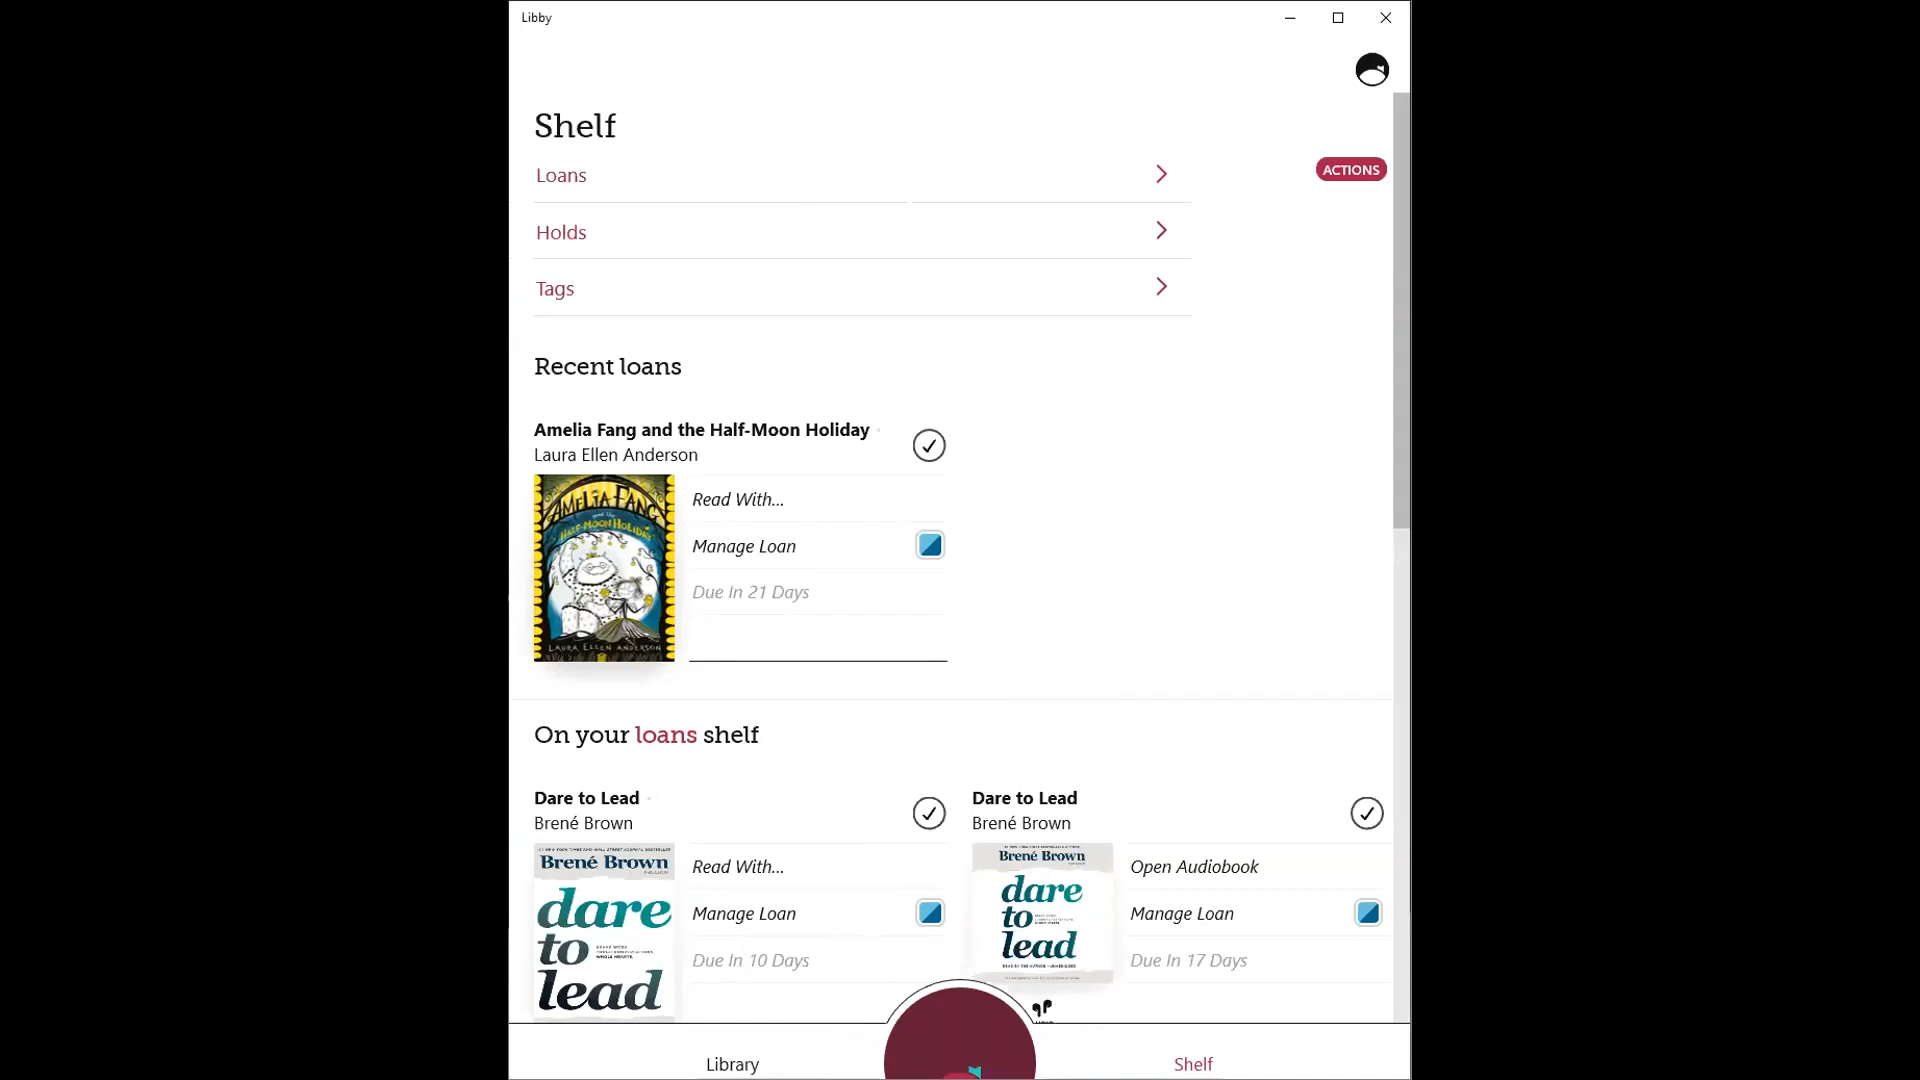 Libby
Shelf
Loans
ACTIONS
Holds
Tags
Recent loans
Amelia Fang and the Half-Moon Holiday
Laura Ellen Anderson
AMELIA FANG
and the
HALF-MOON HOLIDAY
LAURA ELLEN ANDERSON
Read With...
Manage Loan
Due In 21 Days
On your loans shelf
Dare to Lead
Brené Brown
Brené Brown
dare
to
lead
Read With...
Manage Loan
Due In 10 Days
Dare to Lead
Brené Brown
Brené Brown
dare
to
lead
Open Audiobook
Manage Loan
Due In 17 Days
Library
Shelf